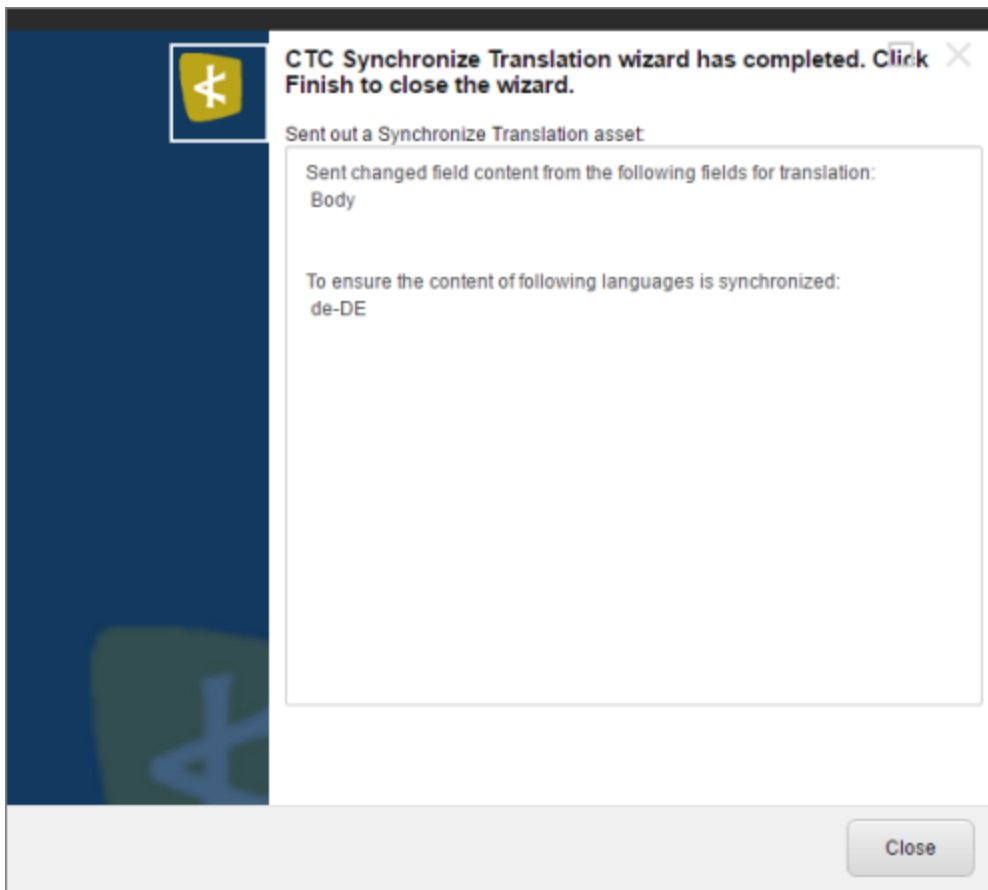 CTC Synchronize Translation wizard has completed. Click
Finish to close the wizard.
Sent out a Synchronize Translation asset:
Sent changed field content from the following fields for translation:
Body
To ensure the content of following languages is synchronized:
de-DE
Close